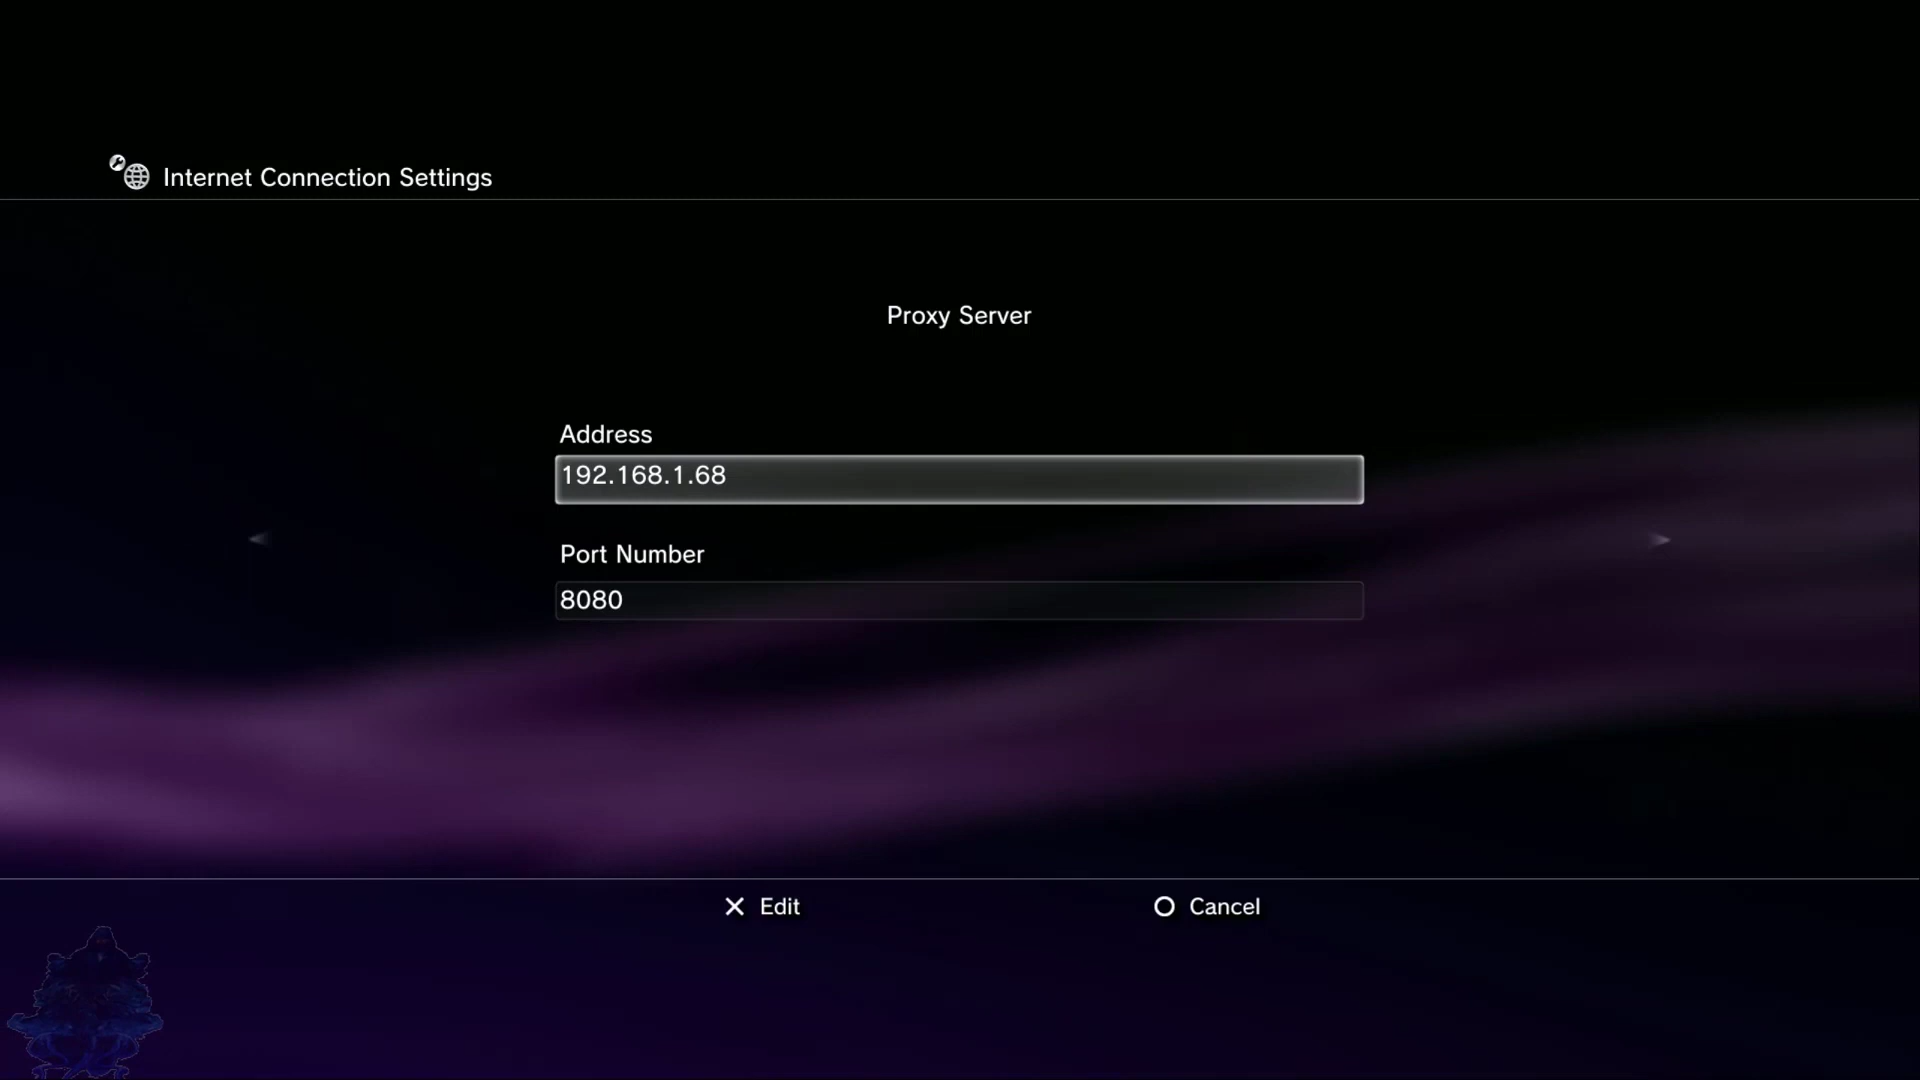 Internet Connection Settings
Proxy Server
Address
192.168.1.68
Port Number
8080
Edit
Cancel